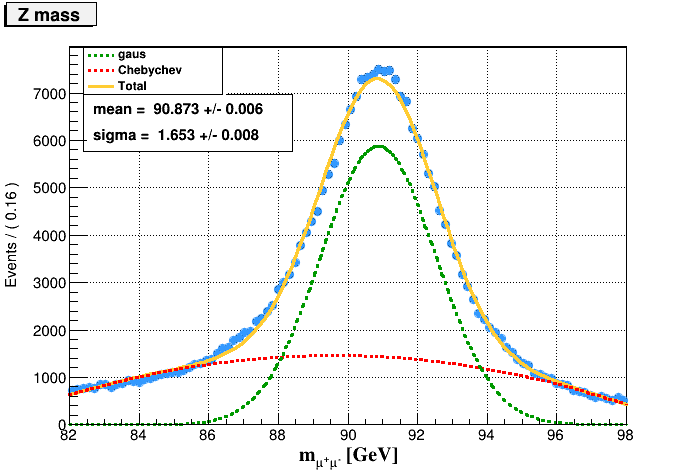 Z mass
gaus
Chebychev
Total
mean = 90.873 +/- 0.006
sigma = 1.653 +/- 0.008
Events / ( 0.16 )
7000
6000
5000
4000
3000
2000
1000
0
82 84 86 88 90 92 94 96 98
m_{μ⁺μ⁻} [GeV]